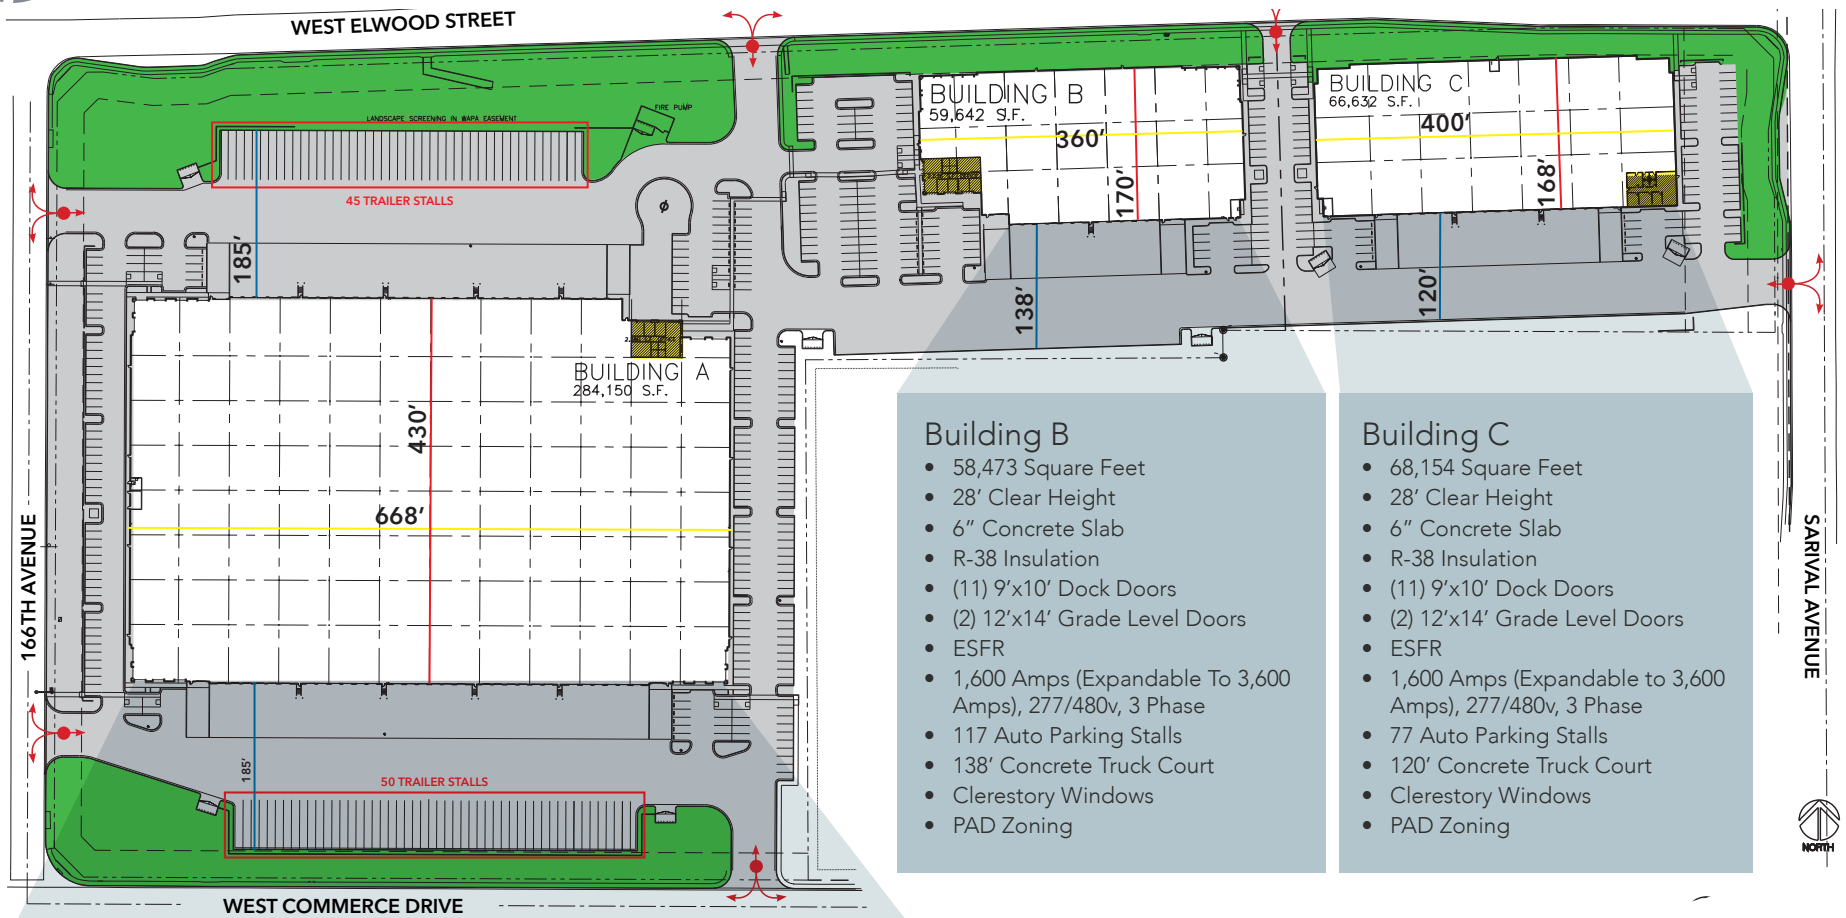 WEST ELWOOD STREET
LANDSCAPE SCREENING IN WAPA EASEMENT
FIRE PUMP
45 TRAILER STALLS
185'
BUILDING B
59,642 S.F.
360'
170'
138'
BUILDING C
66,632 S.F.
400'
168'
120'
BUILDING A
284,150 S.F.
430'
668'
185'
50 TRAILER STALLS
166TH AVENUE
SARIVAL AVENUE
WEST COMMERCE DRIVE
NORTH
Building B
• 58,473 Square Feet
• 28' Clear Height
• 6" Concrete Slab
• R-38 Insulation
• (11) 9'x10' Dock Doors
• (2) 12'x14' Grade Level Doors
• ESFR
• 1,600 Amps (Expandable To 3,600
Amps), 277/480v, 3 Phase
• 117 Auto Parking Stalls
• 138' Concrete Truck Court
• Clerestory Windows
• PAD Zoning
Building C
• 68,154 Square Feet
• 28' Clear Height
• 6" Concrete Slab
• R-38 Insulation
• (11) 9'x10' Dock Doors
• (2) 12'x14' Grade Level Doors
• ESFR
• 1,600 Amps (Expandable to 3,600
Amps), 277/480v, 3 Phase
• 77 Auto Parking Stalls
• 120' Concrete Truck Court
• Clerestory Windows
• PAD Zoning